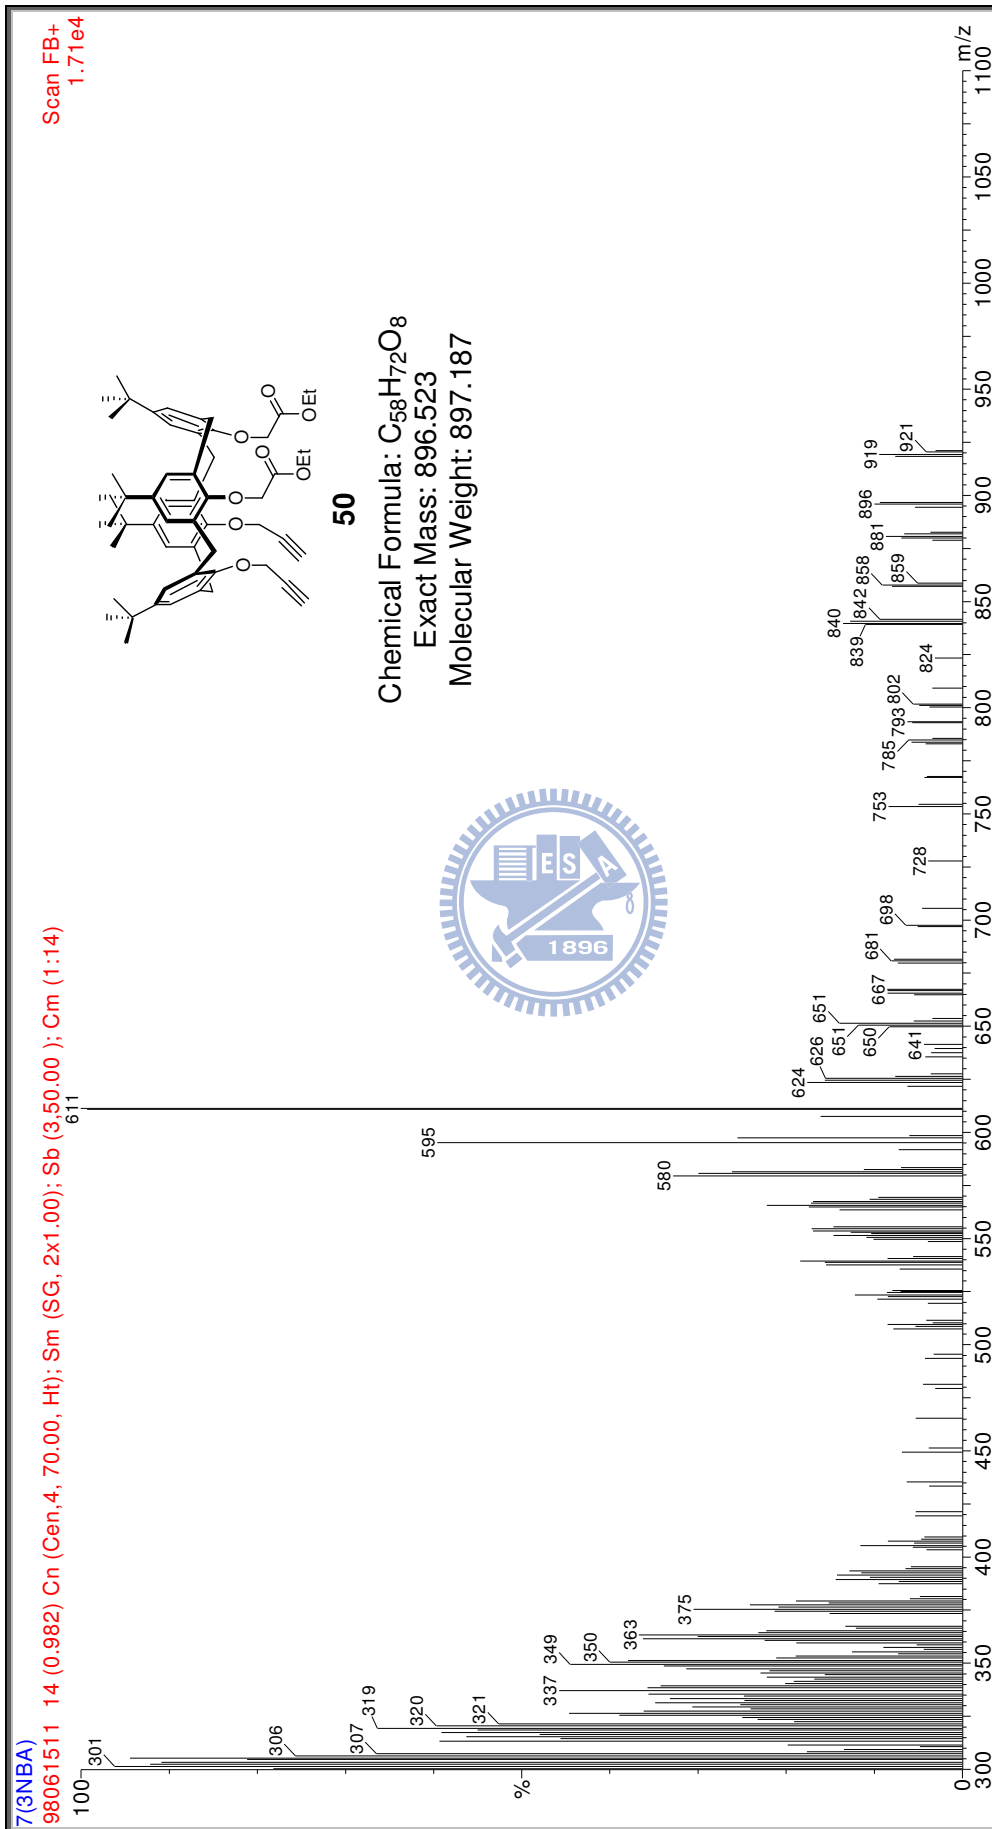 7(3NBA)
98061511 14 (0.982) Cn (Cen,4, 70.00, Ht); Sm (SG, 2x1.00); Sb (3,50.00 ); Cm (1:14)
Scan FB+
1.71e4
100
%
0
301
306
307
319
320
321
337
349
350
363
375
580
595
611
624
626
641
650
651
651
667
681
698
728
753
785
793
802
824
839
840
842
858
859
881
896
919
921
O
O
O
O
O
OEt
O
OEt
50
Chemical Formula: C58H72O8
Exact Mass: 896.523
Molecular Weight: 897.187
E S A
1896
300 350 400 450 500 550 600 650 700 750 800 850 900 950 1000 1050 1100
m/z